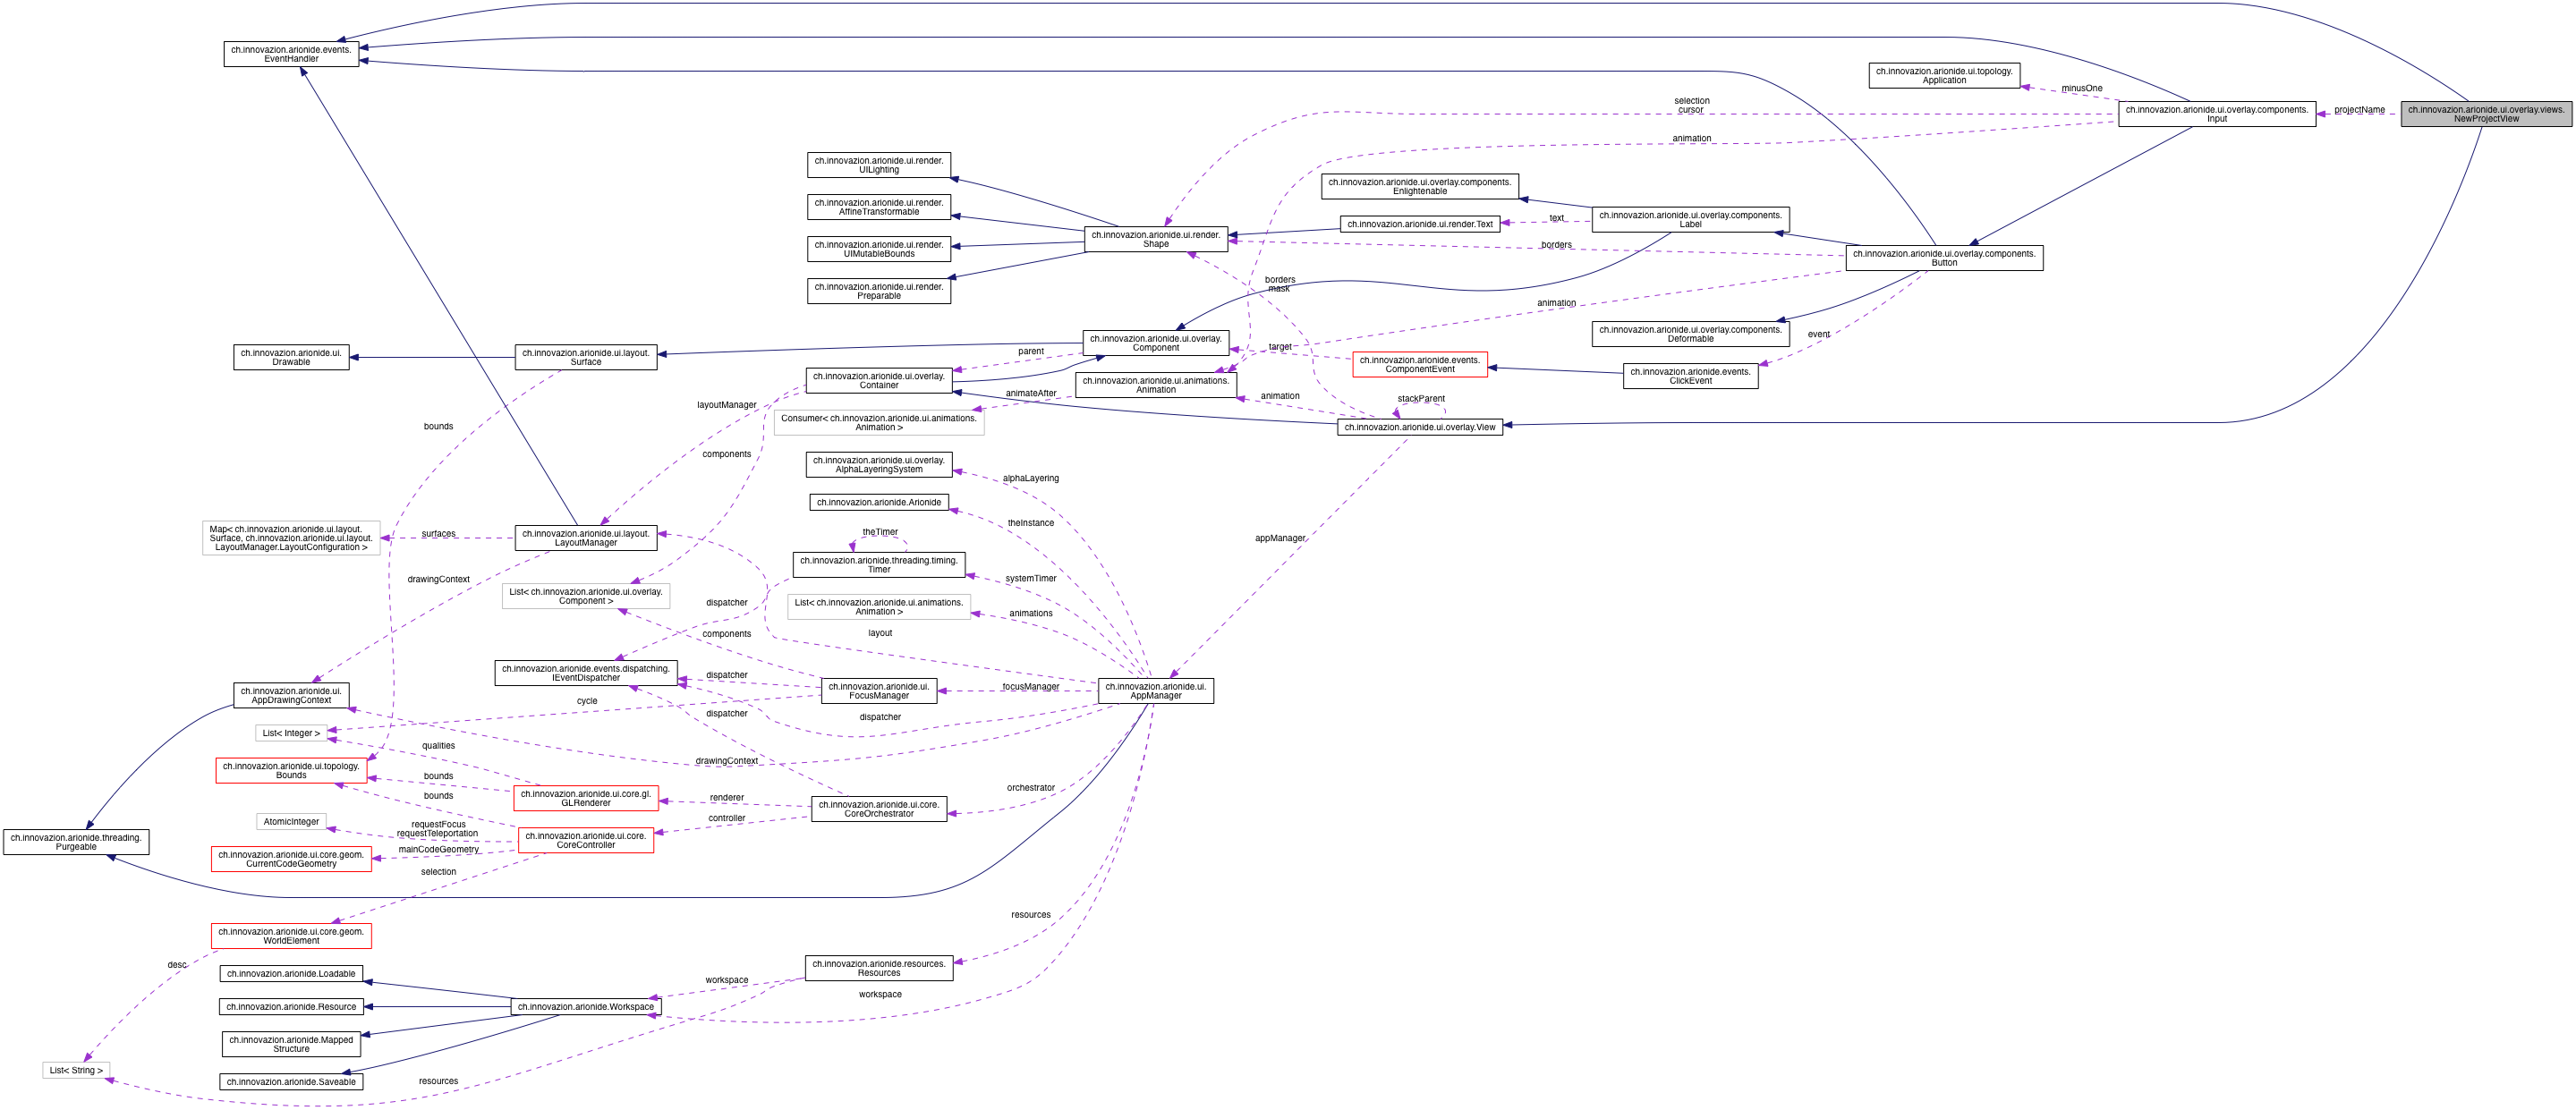 ch.innovazion.arionide.events.
EventHandler
ch.innovazion.arionide.ui.topology.
Application
minusOne
selection
cursor
ch.innovazion.arionide.ui.overlay.components.
Input
projectName
ch.innovazion.arionide.ui.overlay.views.
NewProjectView
animation
ch.innovazion.arionide.ui.render.
UILighting
ch.innovazion.arionide.ui.overlay.components.
Enlightenable
ch.innovazion.arionide.ui.render.
AffineTransformable
ch.innovazion.arionide.ui.render.
Shape
ch.innovazion.arionide.ui.render.Text
text
ch.innovazion.arionide.ui.overlay.components.
Label
ch.innovazion.arionide.ui.render.
UIMutableBounds
borders
ch.innovazion.arionide.ui.overlay.components.
Button
ch.innovazion.arionide.ui.render.
Preparable
borders
mask
animation
ch.innovazion.arionide.ui.overlay.components.
Deformable
event
ch.innovazion.arionide.ui.
Drawable
ch.innovazion.arionide.ui.layout.
Surface
ch.innovazion.arionide.ui.overlay.
Component
parent
target
ch.innovazion.arionide.events.
ComponentEvent
ch.innovazion.arionide.events.
ClickEvent
ch.innovazion.arionide.ui.overlay.
Container
ch.innovazion.arionide.ui.animations.
Animation
animateAfter
animation
stackParent
layoutManager
Consumer< ch.innovazion.arionide.ui.animations.
Animation >
ch.innovazion.arionide.ui.overlay.View
bounds
components
ch.innovazion.arionide.ui.overlay.
AlphaLayeringSystem
alphaLayering
ch.innovazion.arionide.Arionide
theInstance
Map< ch.innovazion.arionide.ui.layout.
Surface, ch.innovazion.arionide.ui.layout.
LayoutManager.LayoutConfiguration >
surfaces
ch.innovazion.arionide.ui.layout.
LayoutManager
theTimer
appManager
ch.innovazion.arionide.threading.timing.
Timer
systemTimer
drawingContext
List< ch.innovazion.arionide.ui.overlay.
Component >
dispatcher
List< ch.innovazion.arionide.ui.animations.
Animation >
animations
components
layout
ch.innovazion.arionide.events.dispatching.
IEventDispatcher
dispatcher
ch.innovazion.arionide.ui.
FocusManager
focusManager
ch.innovazion.arionide.ui.
AppManager
ch.innovazion.arionide.ui.
AppDrawingContext
cycle
dispatcher
dispatcher
List< Integer >
qualities
drawingContext
ch.innovazion.arionide.ui.topology.
Bounds
bounds
bounds
ch.innovazion.arionide.ui.core.gl.
GLRenderer
renderer
ch.innovazion.arionide.ui.core.
CoreOrchestrator
orchestrator
controller
AtomicInteger
requestFocus
requestTeleportation
ch.innovazion.arionide.ui.core.
CoreController
ch.innovazion.arionide.threading.
Purgeable
mainCodeGeometry
ch.innovazion.arionide.ui.core.geom.
CurrentCodeGeometry
selection
resources
ch.innovazion.arionide.ui.core.geom.
WorldElement
desc
ch.innovazion.arionide.Loadable
ch.innovazion.arionide.resources.
Resources
workspace
workspace
ch.innovazion.arionide.Resource
ch.innovazion.arionide.Workspace
ch.innovazion.arionide.Mapped
Structure
List< String >
ch.innovazion.arionide.Saveable
resources